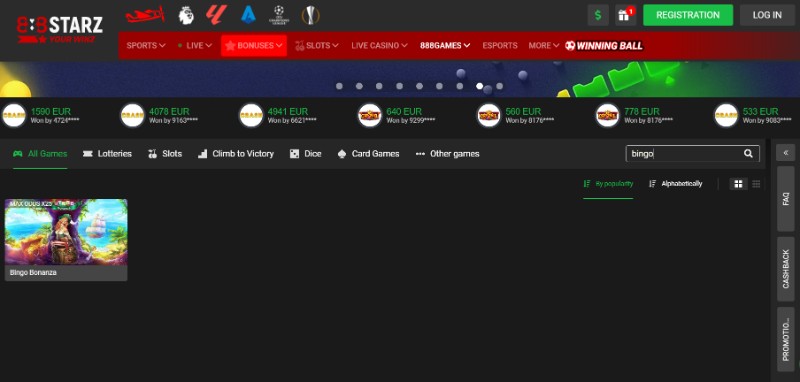 888STARZ
YOUR WINZ
$
1
REGISTRATION
LOG IN
SPORTS
LIVE
BONUSES
SLOTS
LIVE CASINO
888GAMES
ESPORTS
MORE
WINNING BALL
1590 EUR
Won by 4724****
4078 EUR
Won by 9163****
4941 EUR
Won by 6621****
640 EUR
Won by 9299****
560 EUR
Won by 8176****
778 EUR
Won by 8176****
533 EUR
Won by 9083****
All Games
Lotteries
Slots
Climb to Victory
Dice
Card Games
Other games
bingo
«
By popularity
Alphabetically
FAQ
CASHBACK
PROMOTIO...
MAX ODDS X25
Bingo Bonanza